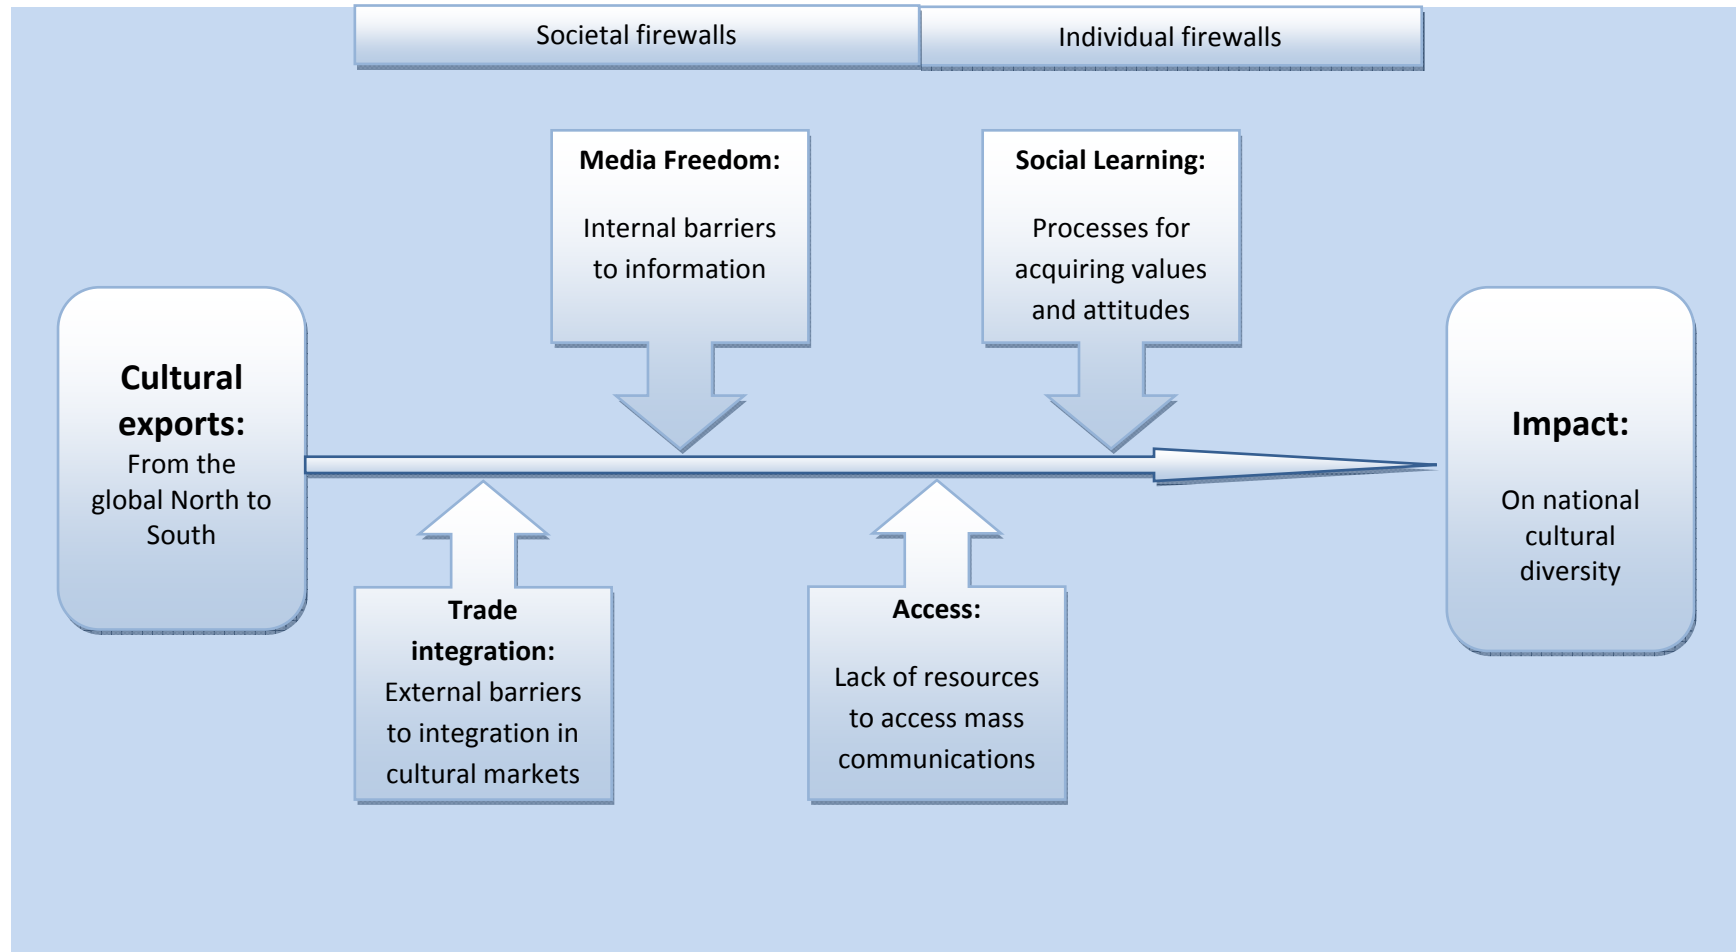 Societal firewalls
Individual firewalls
Media Freedom:
Internal barriers
to information
Social Learning:
Processes for
acquiring values
and attitudes
Cultural
exports:
From the
global North to
South
Impact:
On national
cultural
diversity
Trade
integration:
External barriers
to integration in
cultural markets
Access:
Lack of resources
to access mass
communications